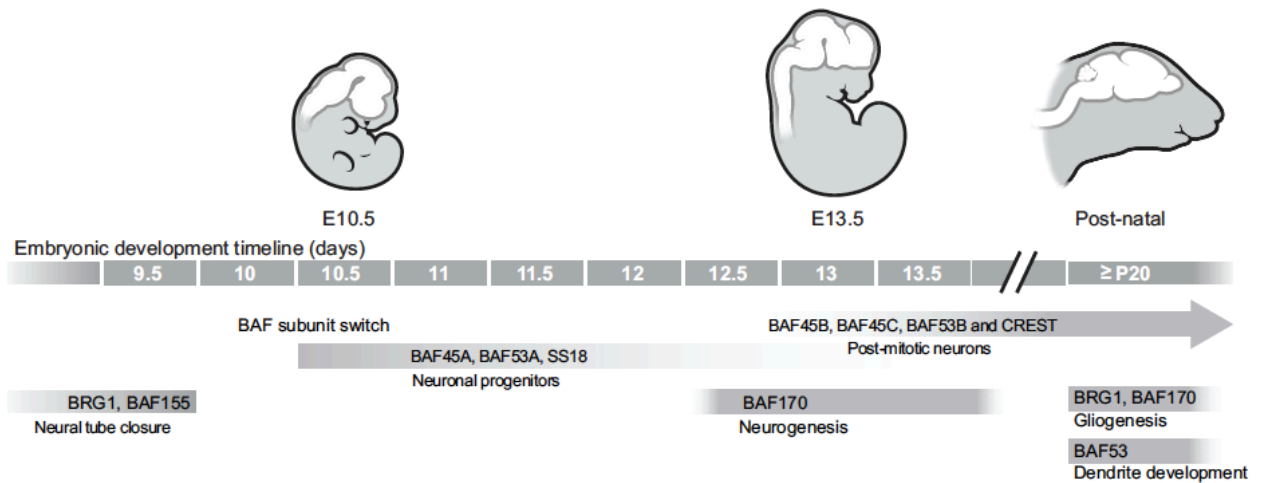 E10.5
E13.5
Post-natal
Embryonic development timeline (days)
9.5 10 10.5 11 11.5 12 12.5 13 13.5 ≥ P20
BAF subunit switch
BAF45B, BAF45C, BAF53B and CREST
Post-mitotic neurons
BAF45A, BAF53A, SS18
Neuronal progenitors
BRG1, BAF155
Neural tube closure
BAF170
Neurogenesis
BRG1, BAF170
Gliogenesis
BAF53
Dendrite development